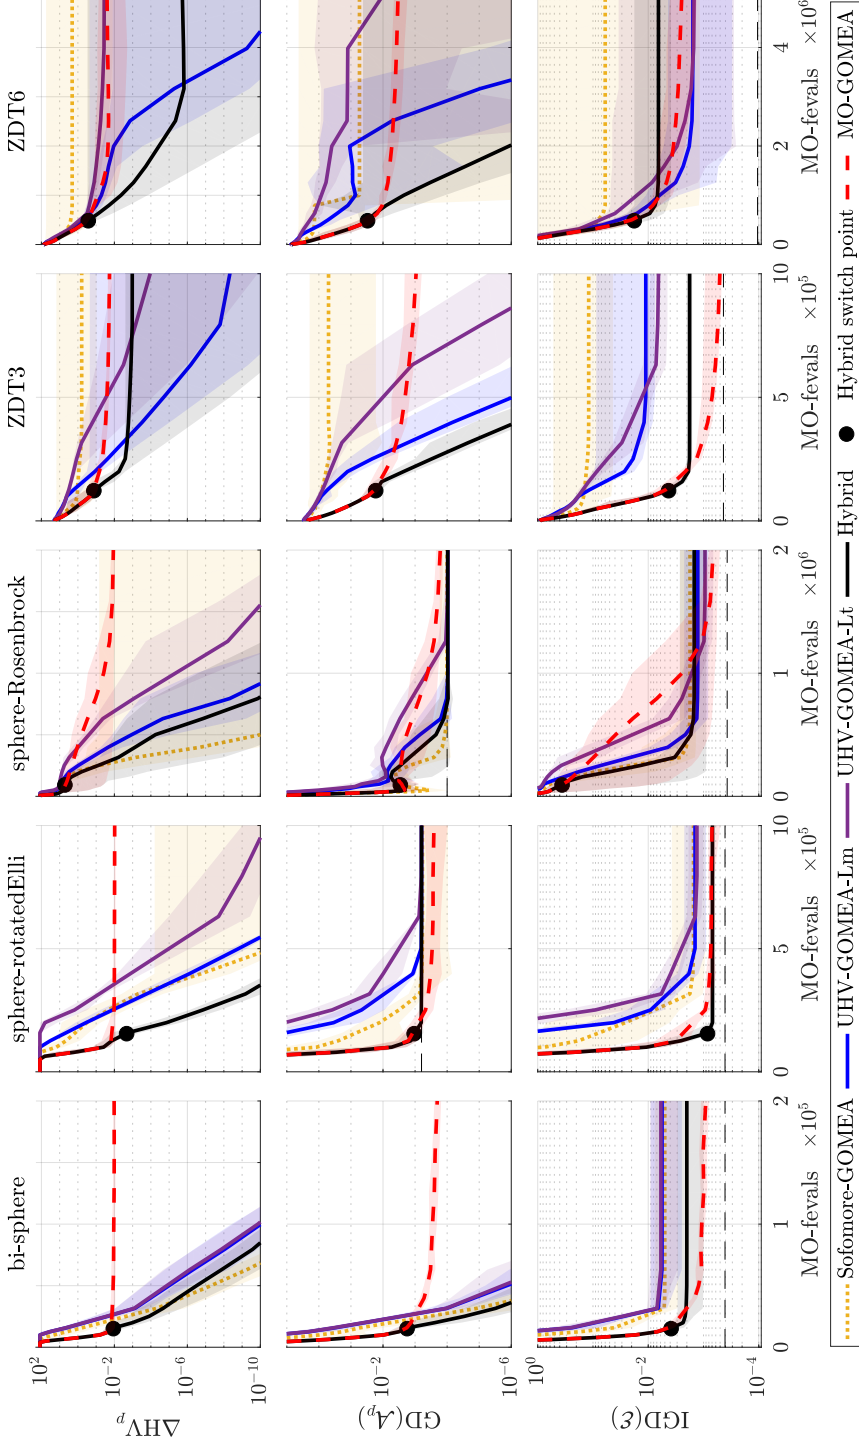 bi-sphere
sphere-rotatedElli
sphere-Rosenbrock
ZDT3
ZDT6
ΔHV_p
10^2
10^-2
10^-6
10^-10
GD(𝒜_p)
10^-2
10^-6
IGD(ℰ)
10^0
10^-2
10^-4
0 1 2
MO-fevals ×10^5
0 5 10
MO-fevals ×10^5
0 1 2
MO-fevals ×10^6
0 5 10
MO-fevals ×10^5
0 2 4
MO-fevals ×10^6
Sofomore-GOMEA UHV-GOMEA-Lm UHV-GOMEA-Lt Hybrid Hybrid switch point MO-GOMEA